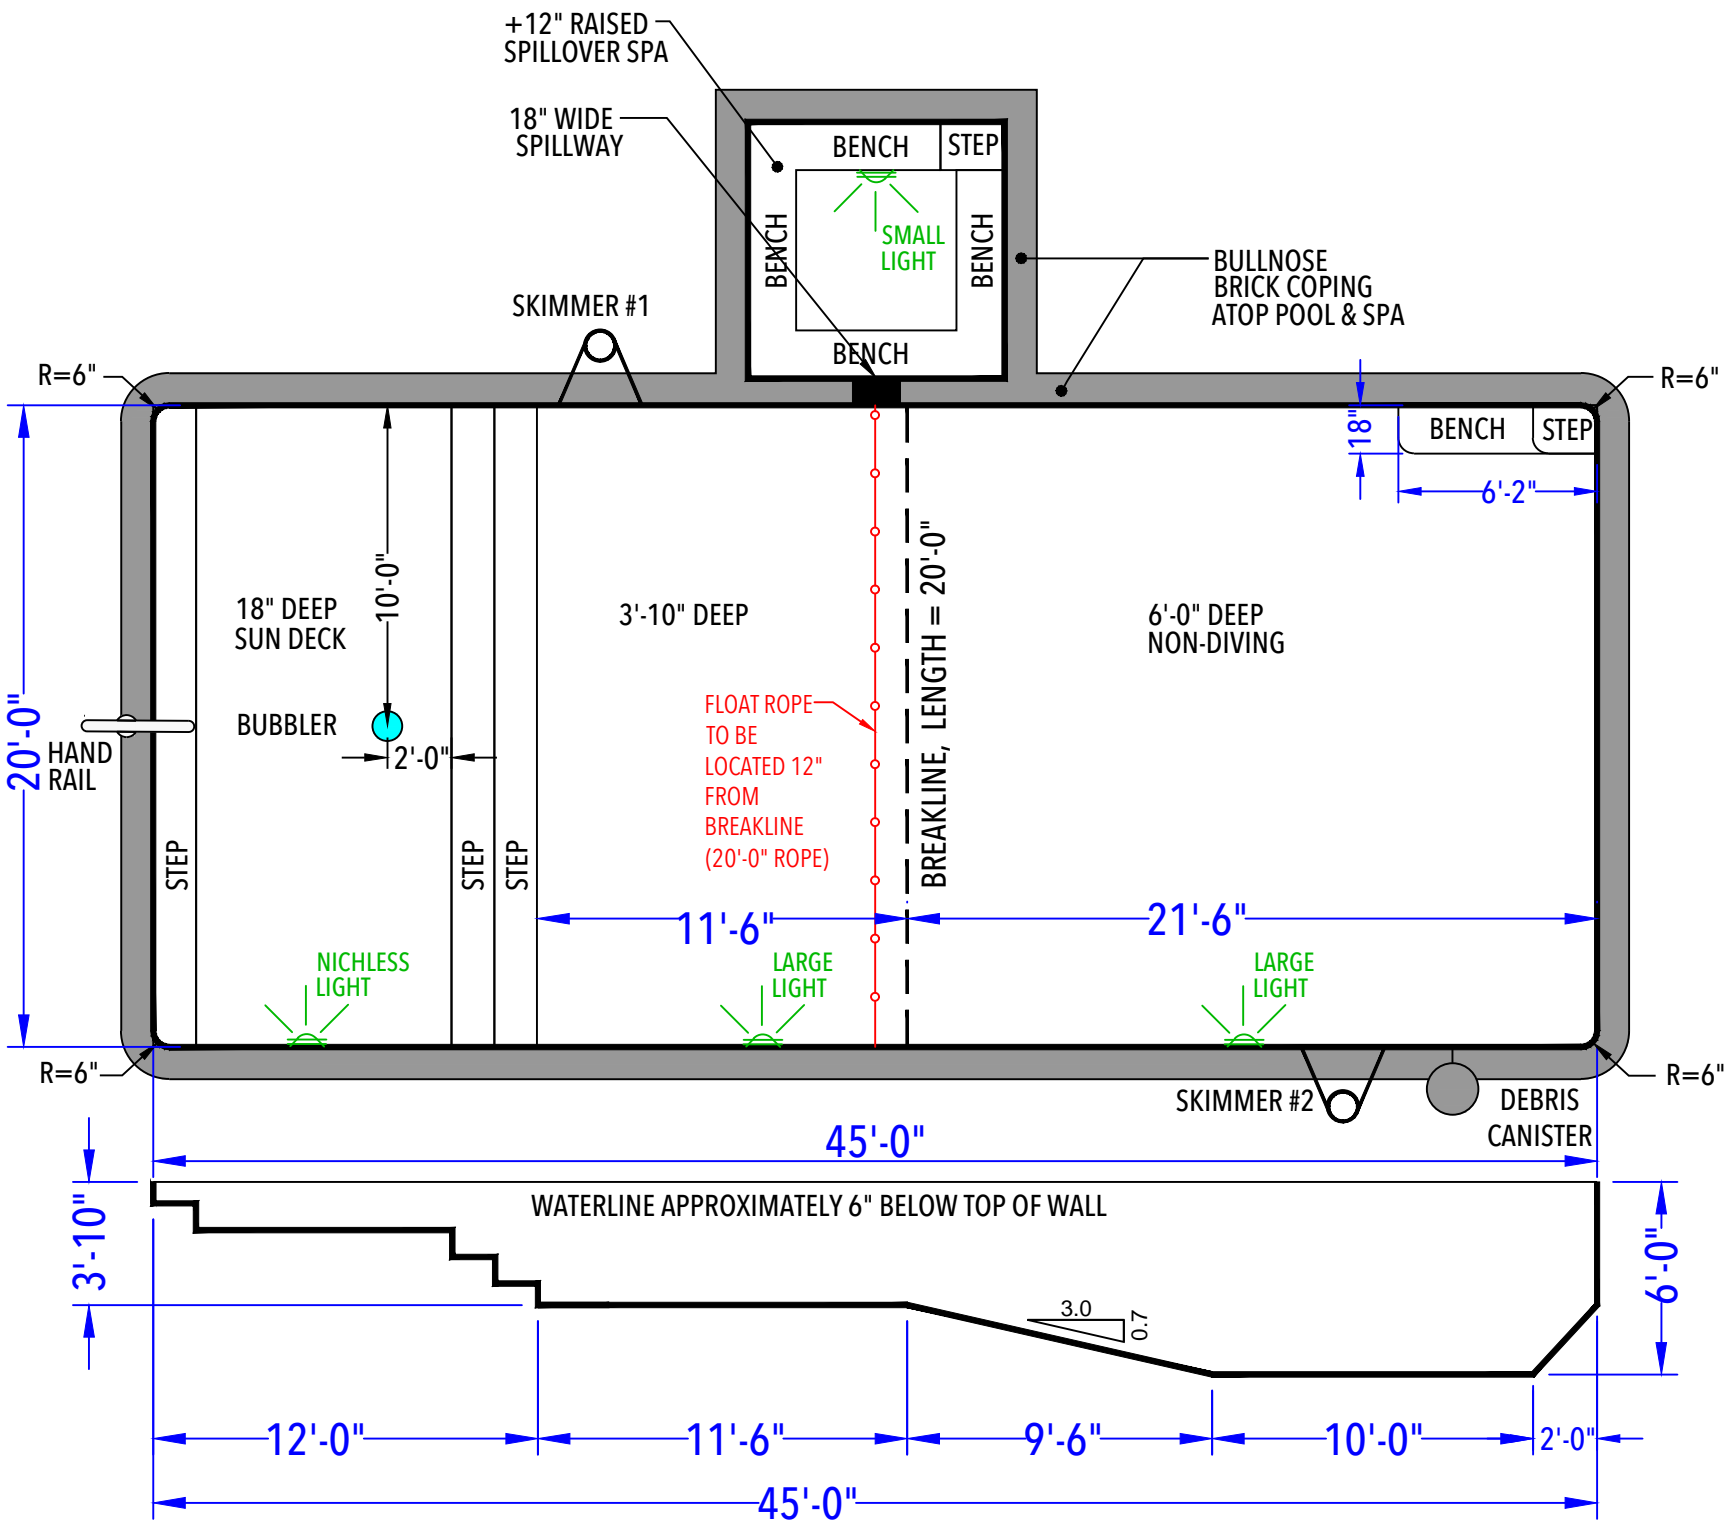 +12" RAISED
SPILLOVER SPA
18" WIDE
SPILLWAY
BENCH
STEP
BENCH
BENCH
SMALL
LIGHT
BENCH
BULLNOSE
BRICK COPING
ATOP POOL & SPA
SKIMMER #1
R=6"
R=6"
18"
BENCH
STEP
6'-2"
20'-0"
10'-0"
18" DEEP
SUN DECK
3'-10" DEEP
BREAKLINE, LENGTH = 20'-0"
6'-0" DEEP
NON-DIVING
BUBBLER
2'-0"
HAND
RAIL
FLOAT ROPE
TO BE
LOCATED 12"
FROM
BREAKLINE
(20'-0" ROPE)
STEP
STEP
STEP
11'-6"
21'-6"
NICHLESS
LIGHT
LARGE
LIGHT
LARGE
LIGHT
R=6"
R=6"
SKIMMER #2
DEBRIS
CANISTER
45'-0"
3'-10"
WATERLINE APPROXIMATELY 6" BELOW TOP OF WALL
6'-0"
3.0
0.7
12'-0"
11'-6"
9'-6"
10'-0"
2'-0"
45'-0"